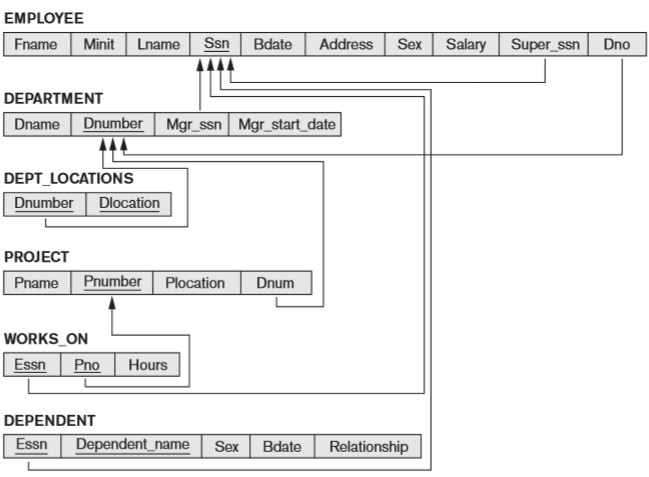 EMPLOYEE
Fname Minit Lname Ssn Bdate Address Sex Salary Super_ssn Dno
DEPARTMENT
Dname Dnumber Mgr_ssn Mgr_start_date
DEPT_LOCATIONS
Dnumber Dlocation
PROJECT
Pname Pnumber Plocation Dnum
WORKS_ON
Essn Pno Hours
DEPENDENT
Essn Dependent_name Sex Bdate Relationship